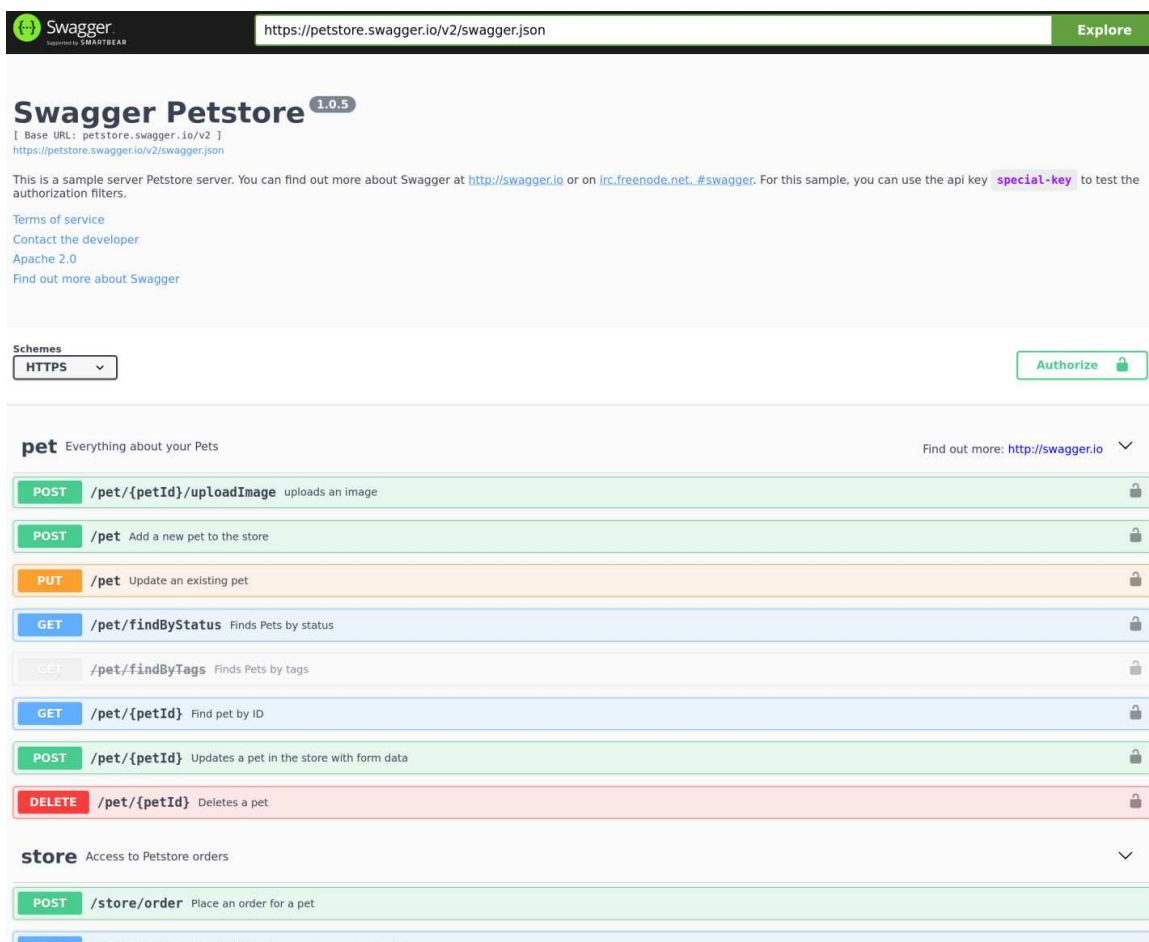 Swagger.
Supported by SMARTBEAR
https://petstore.swagger.io/v2/swagger.json
Explore
Swagger Petstore 1.0.5
[ Base URL: petstore.swagger.io/v2 ]
https://petstore.swagger.io/v2/swagger.json
This is a sample server Petstore server. You can find out more about Swagger at http://swagger.io or on irc.freenode.net, #swagger. For this sample, you can use the api key special-key to test the
authorization filters.
Terms of service
Contact the developer
Apache 2.0
Find out more about Swagger
Schemes
HTTPS
Authorize
pet Everything about your Pets
Find out more: http://swagger.io
POST /pet/{petId}/uploadImage uploads an image
POST /pet Add a new pet to the store
PUT /pet Update an existing pet
GET /pet/findByStatus Finds Pets by status
GET /pet/findByTags Finds Pets by tags
GET /pet/{petId} Find pet by ID
POST /pet/{petId} Updates a pet in the store with form data
DELETE /pet/{petId} Deletes a pet
store Access to Petstore orders
POST /store/order Place an order for a pet